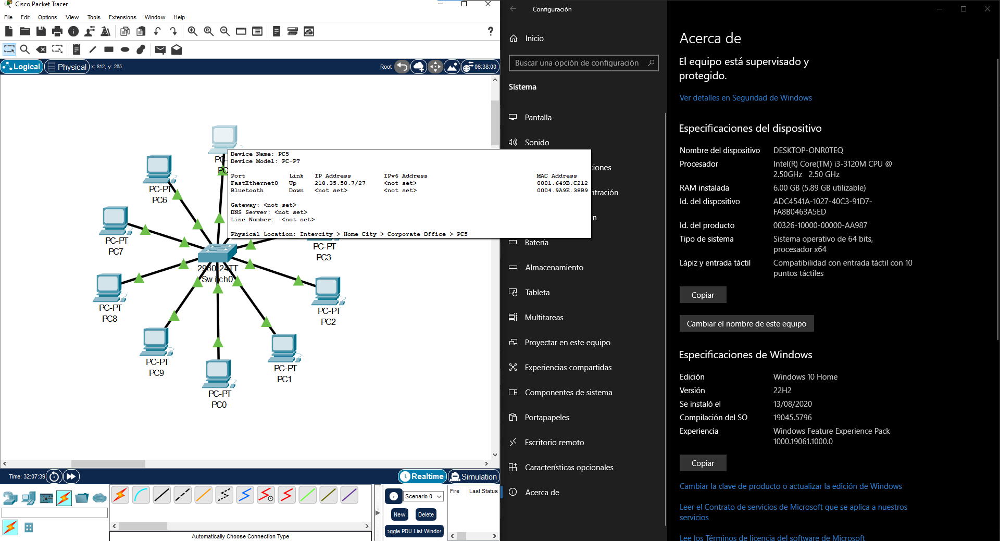 Cisco Packet Tracer
File Edit Options View Tools Extensions Window Help
Logical Physical x: 812, y: 265 Root 06:38:00
PC-PT
PC6
Device Name: PC5
Device Model: PC-PT
Port Link IP Address IPv6 Address MAC Address
FastEthernet0 Up 218.35.50.7/27 <not set> 0001.649B.C212
Bluetooth Down <not set> <not set> 0004.9A9E.38B9
Gateway: <not set>
DNS Server: <not set>
Line Number: <not set>
Physical Location: Intercity > Home City > Corporate Office > PC5
PC-PT
PC7
PC-PT
PC3
2960-24TT
Switch0
PC-PT
PC8
PC-PT
PC2
PC-PT
PC9
PC-PT
PC1
PC-PT
PC0
Time: 32:07:39 Realtime Simulation
Scenario 0
New Delete
oggle PDU List Window
Fire Last Status
Automatically Choose Connection Type
Configuración
Inicio
Buscar una opción de configuración
Sistema
Pantalla
Sonido
ciones
ntración
ón
Batería
Almacenamiento
Tableta
Multitareas
Proyectar en este equipo
Experiencias compartidas
Componentes de sistema
Portapapeles
Escritorio remoto
Características opcionales
Acerca de
Acerca de
El equipo está supervisado y
protegido.
Ver detalles en Seguridad de Windows
Especificaciones del dispositivo
Nombre del dispositivo DESKTOP-ONR0TEQ
Procesador Intel(R) Core(TM) i3-3120M CPU @
2.50GHz 2.50 GHz
RAM instalada 6.00 GB (5.89 GB utilizable)
Id. del dispositivo ADC4541A-1027-40C3-91D7-
FA8B0463A5ED
Id. del producto 00326-10000-00000-AA987
Tipo de sistema Sistema operativo de 64 bits,
procesador x64
Lápiz y entrada táctil Compatibilidad con entrada táctil con 10
puntos táctiles
Copiar
Cambiar el nombre de este equipo
Especificaciones de Windows
Edición Windows 10 Home
Versión 22H2
Se instaló el 13/08/2020
Compilación del SO 19045.5796
Experiencia Windows Feature Experience Pack
1000.19061.1000.0
Copiar
Cambiar la clave de producto o actualizar la edición de Windows
Leer el Contrato de servicios de Microsoft que se aplica a nuestros
servicios
Lee los Términos de licencia del software de Microsoft